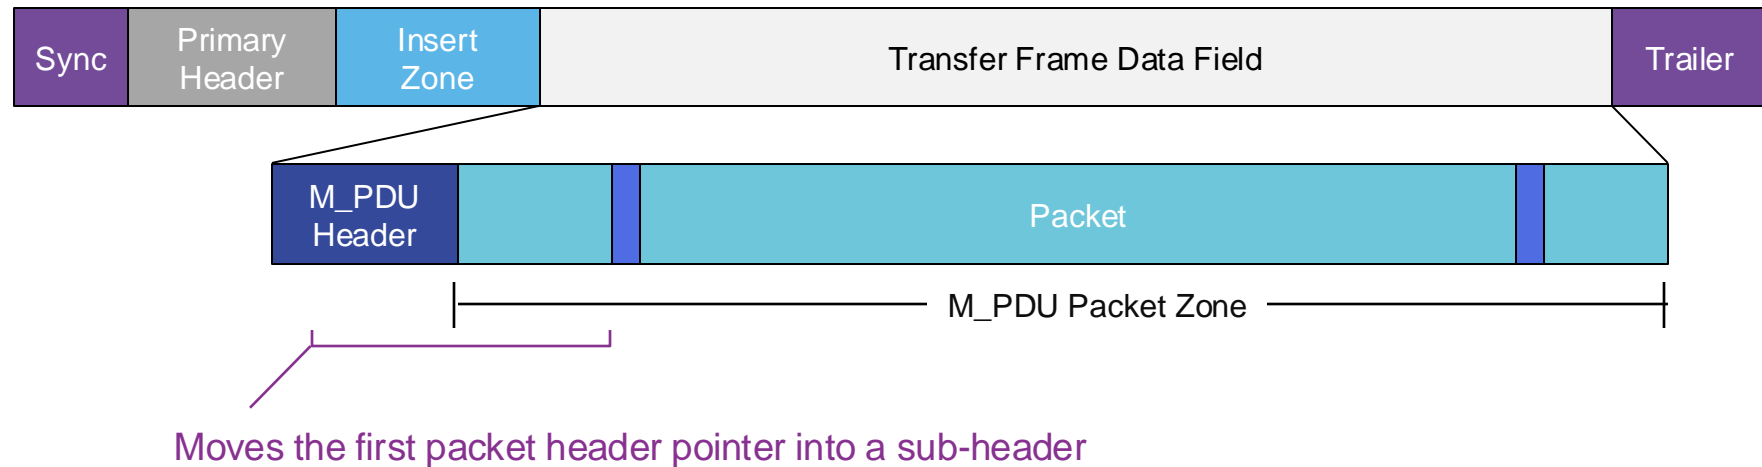 Sync
Primary
Header
Insert
Zone
Transfer Frame Data Field
Trailer
M_PDU
Header
Packet
M_PDU Packet Zone
Moves the first packet header pointer into a sub-header